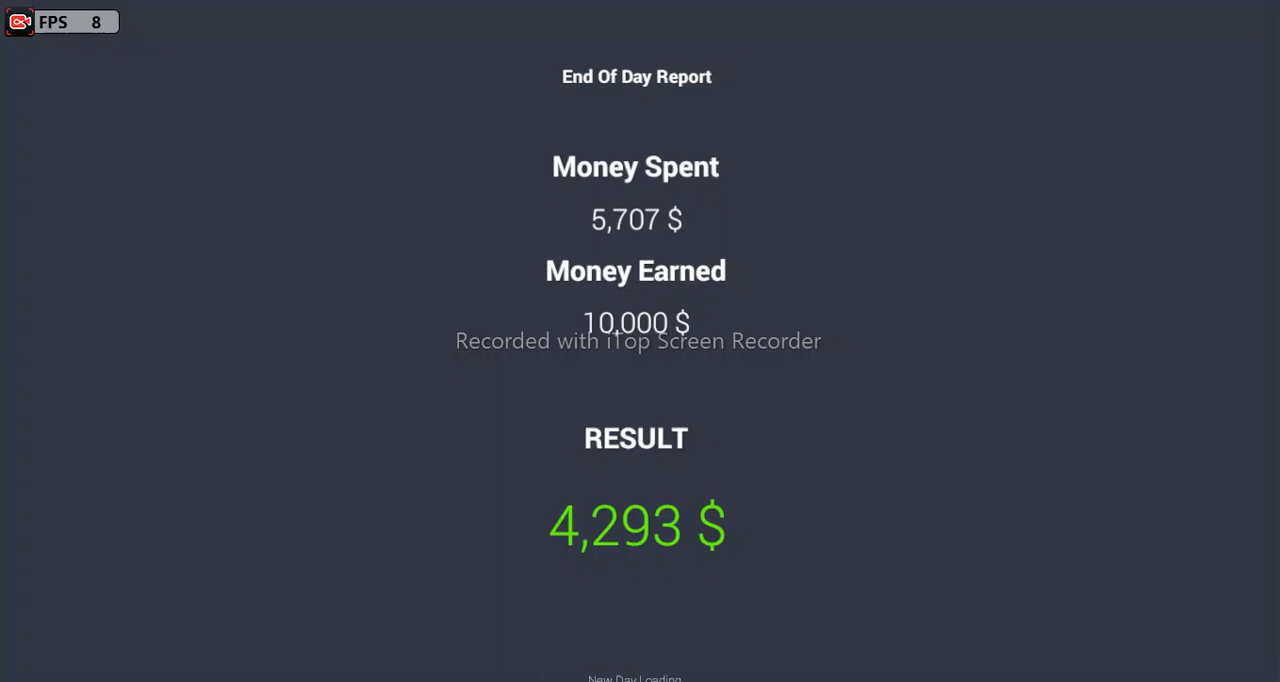 FPS 8
End Of Day Report
Money Spent
5,707 $
Money Earned
10,000 $
Recorded with iTop Screen Recorder
RESULT
4,293 $
New Day Loading